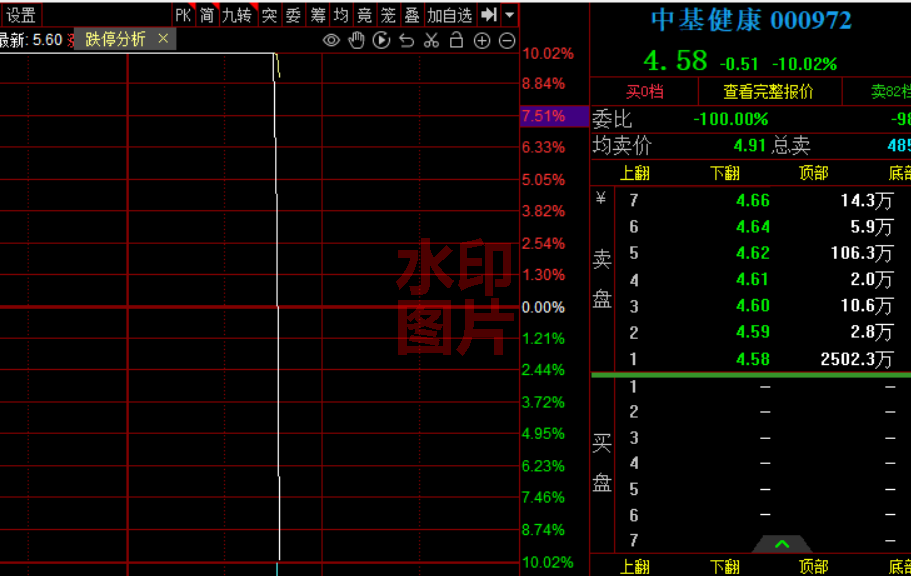 设置 PK 简 九转 突 委 筹 均 竞 笼 叠 加自选
最新: 5.60 跌停分析 ×
10.02%
8.84%
7.51%
6.33%
5.05%
3.82%
2.54%
1.30%
0.00%
1.21%
2.44%
3.72%
4.95%
6.23%
7.46%
8.74%
10.02%
水印
图片
中基健康 000972
4.58 -0.51 -10.02%
买0档 查看完整报价 卖82档
委比 -100.00% -98
均卖价 4.91 总卖 485
上翻 下翻 顶部 底部
¥
卖盘
7 4.66 14.3万
6 4.64 5.9万
5 4.62 106.3万
4 4.61 2.0万
3 4.60 10.6万
2 4.59 2.8万
1 4.58 2502.3万
买盘
1 – –
2 – –
3 – –
4 – –
5 – –
6 – –
7 –
上翻 下翻 顶部 底部